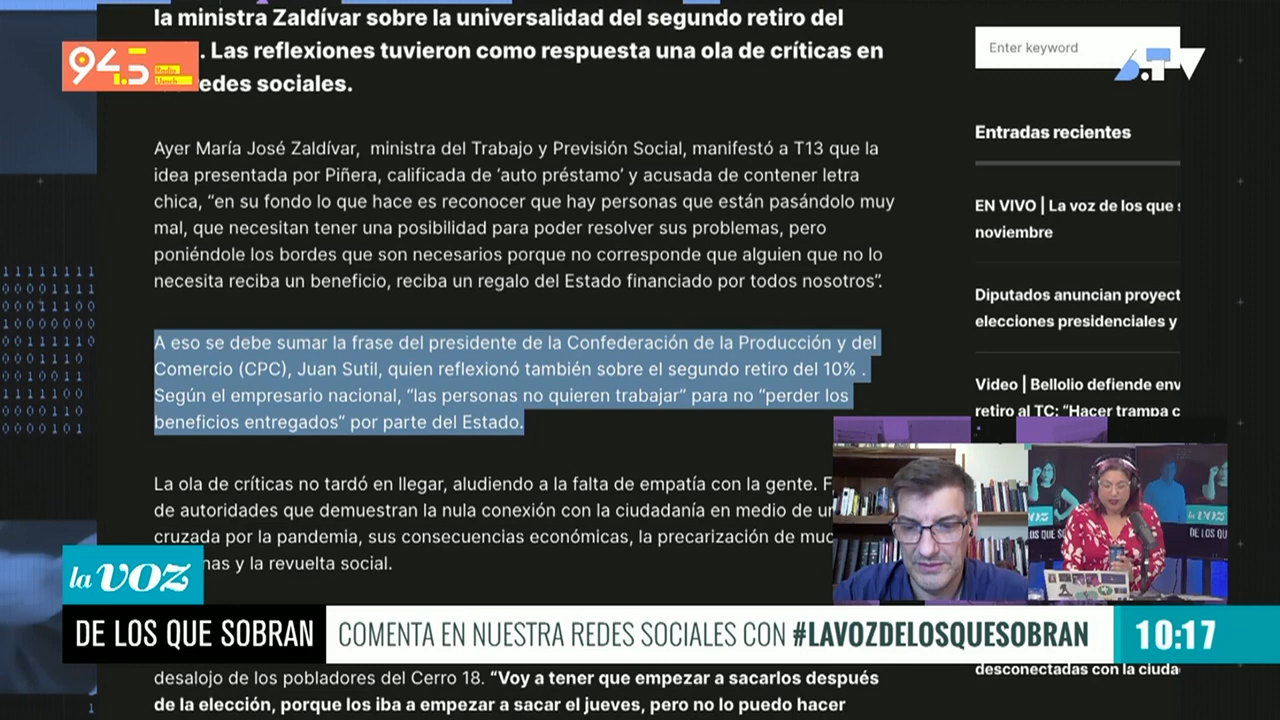 la ministra Zaldívar sobre la universalidad del segundo retiro del
. Las reflexiones tuvieron como respuesta una ola de críticas en
redes sociales.
94.5
Radio
Usach
Enter keyword
TV
Ayer María José Zaldívar, ministra del Trabajo y Previsión Social, manifestó a T13 que la
idea presentada por Piñera, calificada de ‘auto préstamo’ y acusada de contener letra
chica, “en su fondo lo que hace es reconocer que hay personas que están pasándolo muy
mal, que necesitan tener una posibilidad para poder resolver sus problemas, pero
poniéndole los bordes que son necesarios porque no corresponde que alguien que no lo
necesita reciba un beneficio, reciba un regalo del Estado financiado por todos nosotros”.
A eso se debe sumar la frase del presidente de la Confederación de la Producción y del
Comercio (CPC), Juan Sutil, quien reflexionó también sobre el segundo retiro del 10% .
Según el empresario nacional, “las personas no quieren trabajar” para no “perder los
beneficios entregados” por parte del Estado.
La ola de críticas no tardó en llegar, aludiendo a la falta de empatía con la gente.
de autoridades que demuestran la nula conexión con la ciudadanía en medio de
cruzada por la pandemia, sus consecuencias económicas, la precarización de
y la revuelta social.
desalojo de los pobladores del Cerro 18. “Voy a tener que empezar a sacarlos después
de la elección, porque los iba a empezar a sacar el jueves, pero no lo puedo hacer
Entradas recientes
EN VIVO | La voz de los que
noviembre
Diputados anuncian
elecciones presidenciales y
Video | Bellolio defiende
retiro al TC: “Hacer trampa
desconectadas con la
la voz
DE LOS QUE SOBRAN
COMENTA EN NUESTRA REDES SOCIALES CON #LAVOZDELOSQUESOBRAN
10:17